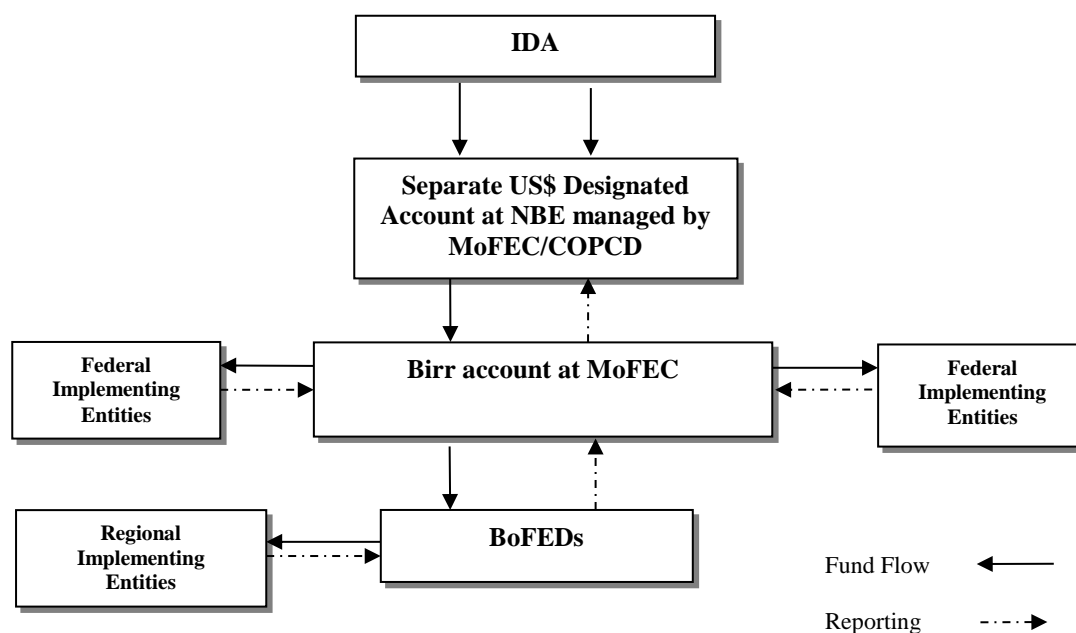 IDA
Separate US$ Designated
Account at NBE managed by
MoFEC/COPCD
Federal
Implementing
Entities
Birr account at MoFEC
Federal
Implementing
Entities
Regional
Implementing
Entities
BoFEDs
Fund Flow
Reporting